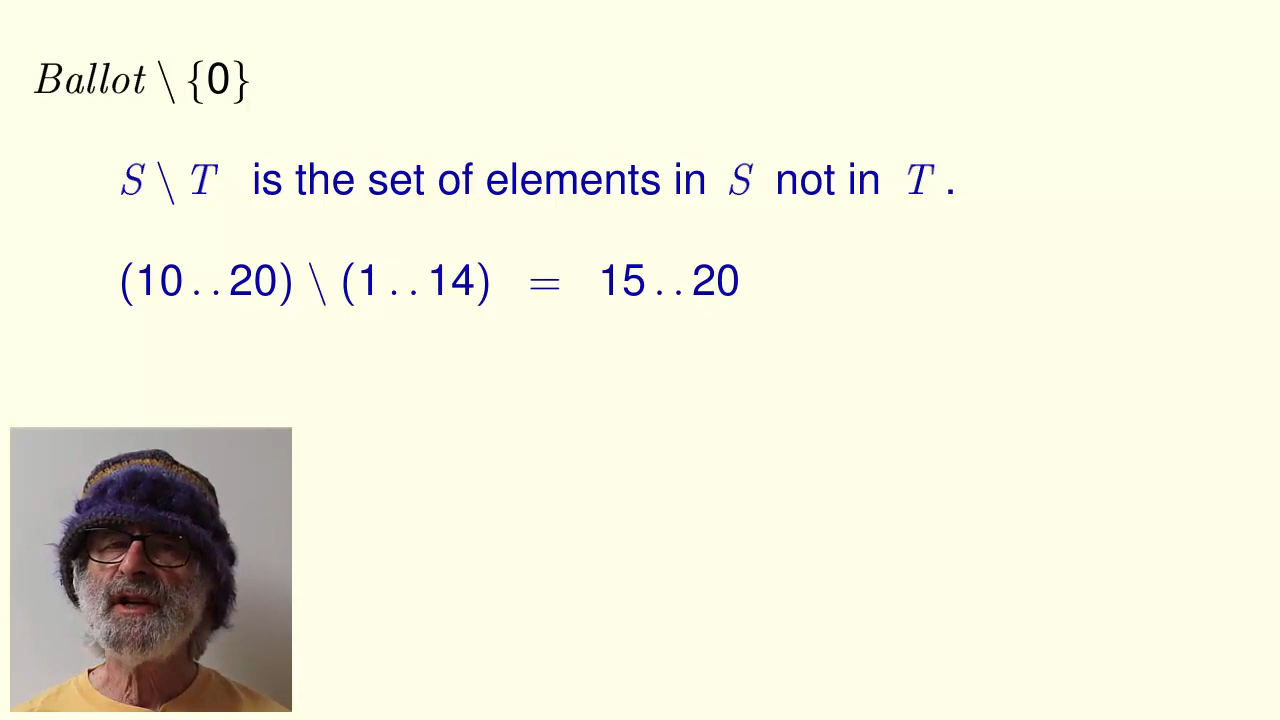 Ballot \ {0}
S \ T is the set of elements in S not in T .
(10 . . 20) \ (1 . . 14) = 15 . . 20